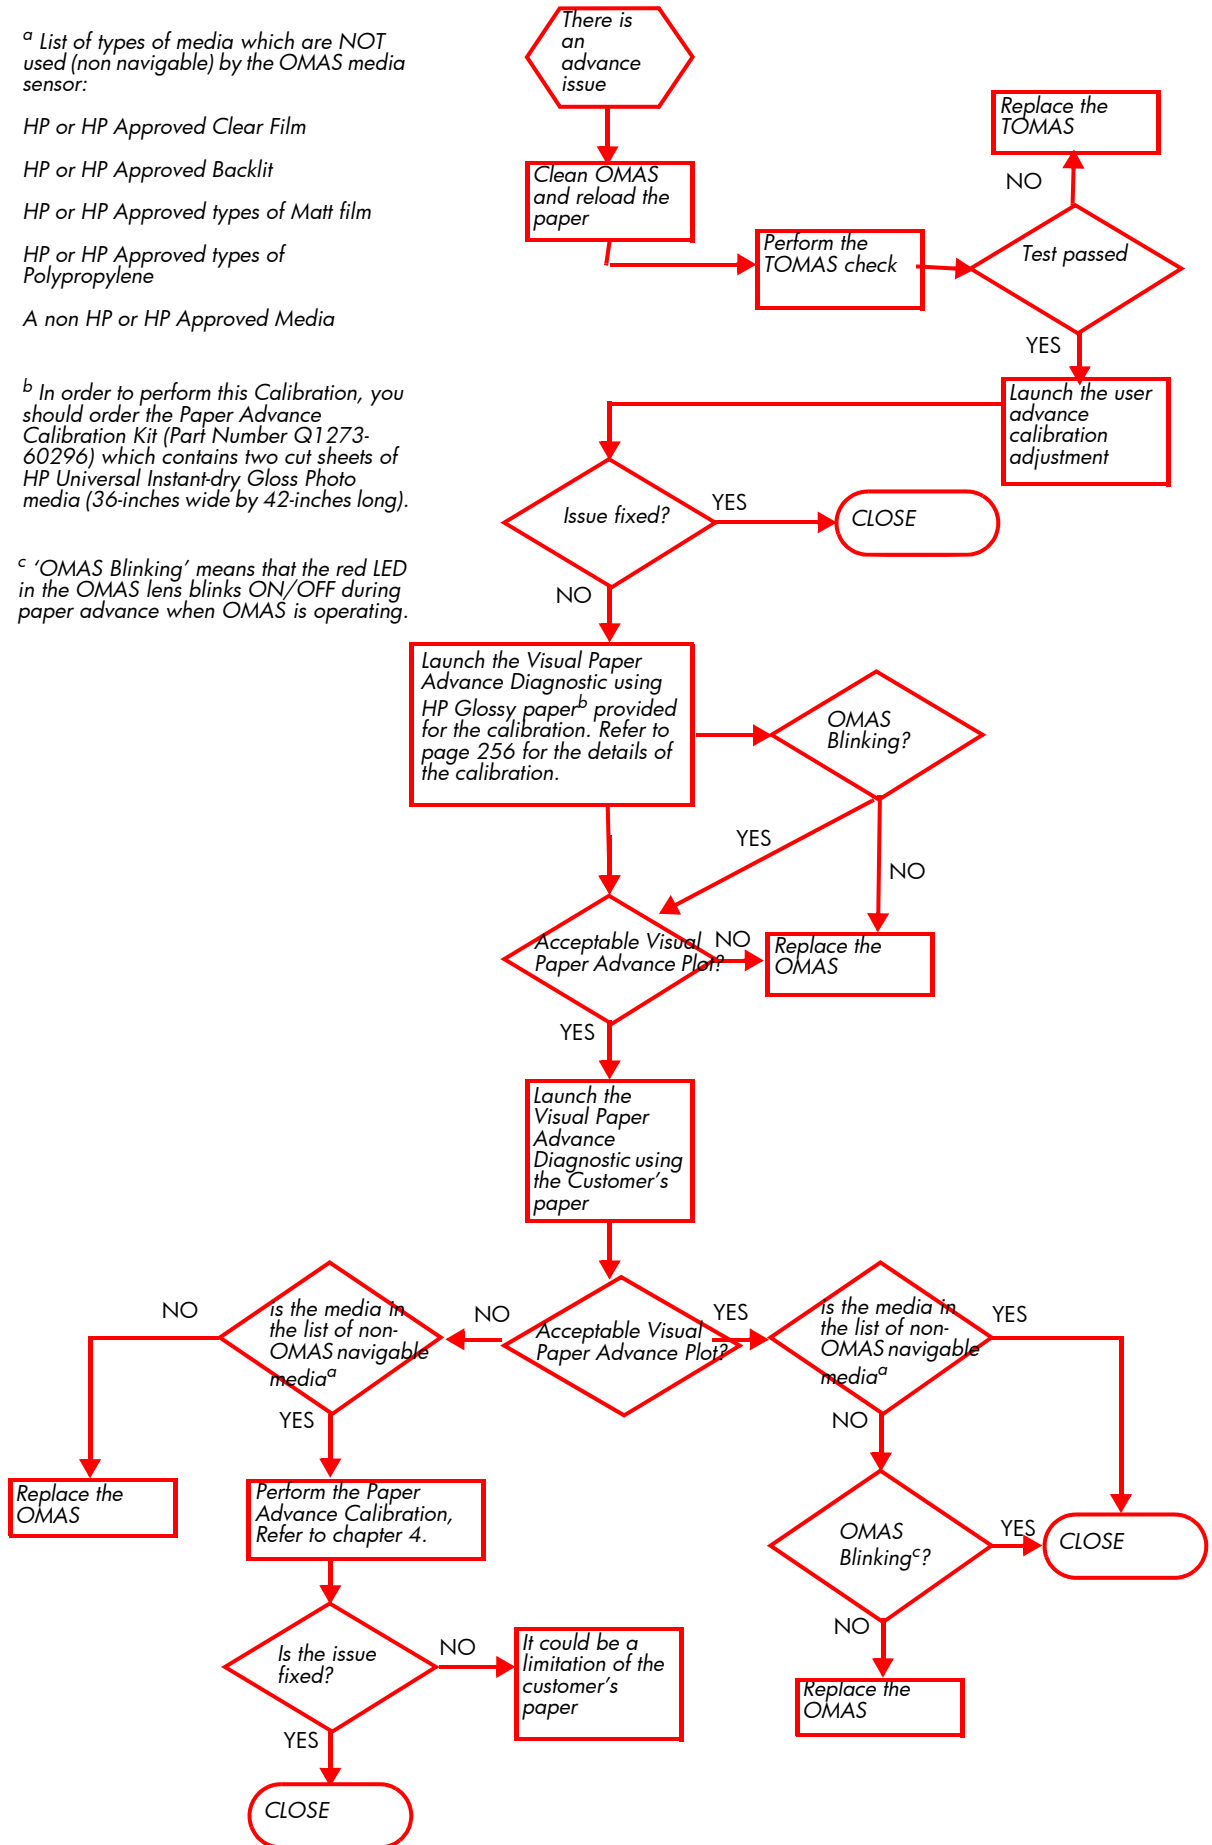 a List of types of media which are NOT
used (non navigable) by the OMAS media
sensor:
HP or HP Approved Clear Film
HP or HP Approved Backlit
HP or HP Approved types of Matt film
HP or HP Approved types of
Polypropylene
A non HP or HP Approved Media
b In order to perform this Calibration, you
should order the Paper Advance
Calibration Kit (Part Number Q1273-
60296) which contains two cut sheets of
HP Universal Instant-dry Gloss Photo
media (36-inches wide by 42-inches long).
c ‘OMAS Blinking’ means that the red LED
in the OMAS lens blinks ON/OFF during
paper advance when OMAS is operating.
There is
an
advance
issue
Clean OMAS
and reload the
paper
Perform the
TOMAS check
Test passed
NO
Replace the
TOMAS
YES
Launch the user
advance
calibration
adjustment
Issue fixed?
YES
CLOSE
NO
Launch the Visual Paper
Advance Diagnostic using
HP Glossy paperb provided
for the calibration. Refer to
page 256 for the details of
the calibration.
OMAS
Blinking?
YES
NO
Acceptable Visual
Paper Advance Plot?
NO
Replace the
OMAS
YES
Launch the
Visual Paper
Advance
Diagnostic using
the Customer’s
paper
Acceptable Visual
Paper Advance Plot?
NO
YES
is the media in
the list of non-
OMAS navigable
mediaa
NO
YES
Replace the
OMAS
Perform the Paper
Advance Calibration,
Refer to chapter 4.
Is the issue
fixed?
NO
It could be a
limitation of the
customer’s
paper
YES
CLOSE
is the media in
the list of non-
OMAS navigable
mediaa
YES
NO
OMAS
Blinkingc?
YES
CLOSE
NO
Replace the
OMAS